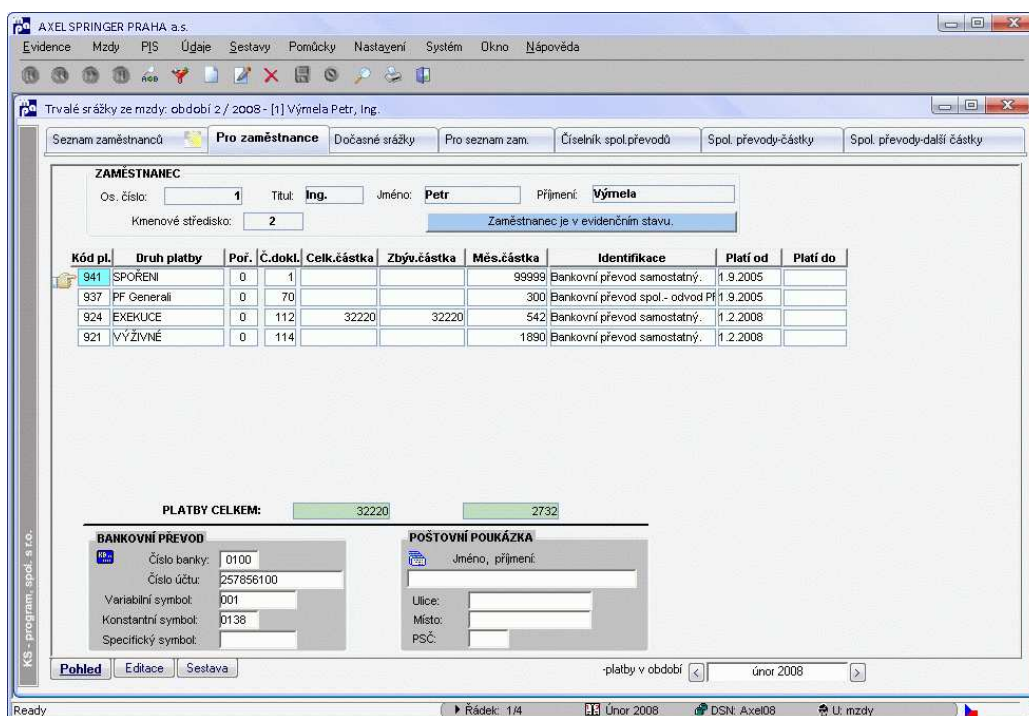 AXEL SPRINGER PRAHA a.s.
Evidence Mzdy PIS Údaje Sestavy Pomůcky Nastavení Systém Okno Nápověda
Trvalé srážky ze mzdy: období 2 / 2008 - [1] Výmela Petr, Ing.
Seznam zaměstnanců Pro zaměstnance Dočasné srážky Pro seznam zam. Číselník spol.převodů Spol. převody-částky Spol. převody-další částky
ZAMĚSTNANEC
Os. číslo: 1 Titul: Ing. Jméno: Petr Příjmení: Výmela
Kmenové středisko: 2 Zaměstnanec je v evidenčním stavu.
Kód pl. Druh platby Poř. Č.dokl. Celk.částka Zbýv.částka Měs.částka Identifikace Platí od Platí do
941 SPOŘENI 0 1 99999 Bankovní převod samostatný. 1.9.2005
937 PF Generali 0 70 300 Bankovní převod spol.- odvod PF 1.9.2005
924 EXEKUCE 0 112 32220 32220 542 Bankovní převod samostatný. 1.2.2008
921 VÝŽIVNÉ 0 114 1890 Bankovní převod samostatný. 1.2.2008
PLATBY CELKEM: 32220 2732
BANKOVNÍ PŘEVOD
Číslo banky: 0100
Číslo účtu: 257856100
Variabilní symbol: 001
Konstantní symbol: 0138
Specifický symbol:
POŠTOVNÍ POUKÁZKA
Jméno, příjmení:
Ulice:
Místo:
PSČ:
KS - program, spol. s r.o.
Pohled Editace Sestava -platby v období < únor 2008 >
Ready Řádek: 1/4 Únor 2008 DSN: Axel08 U: mzdy